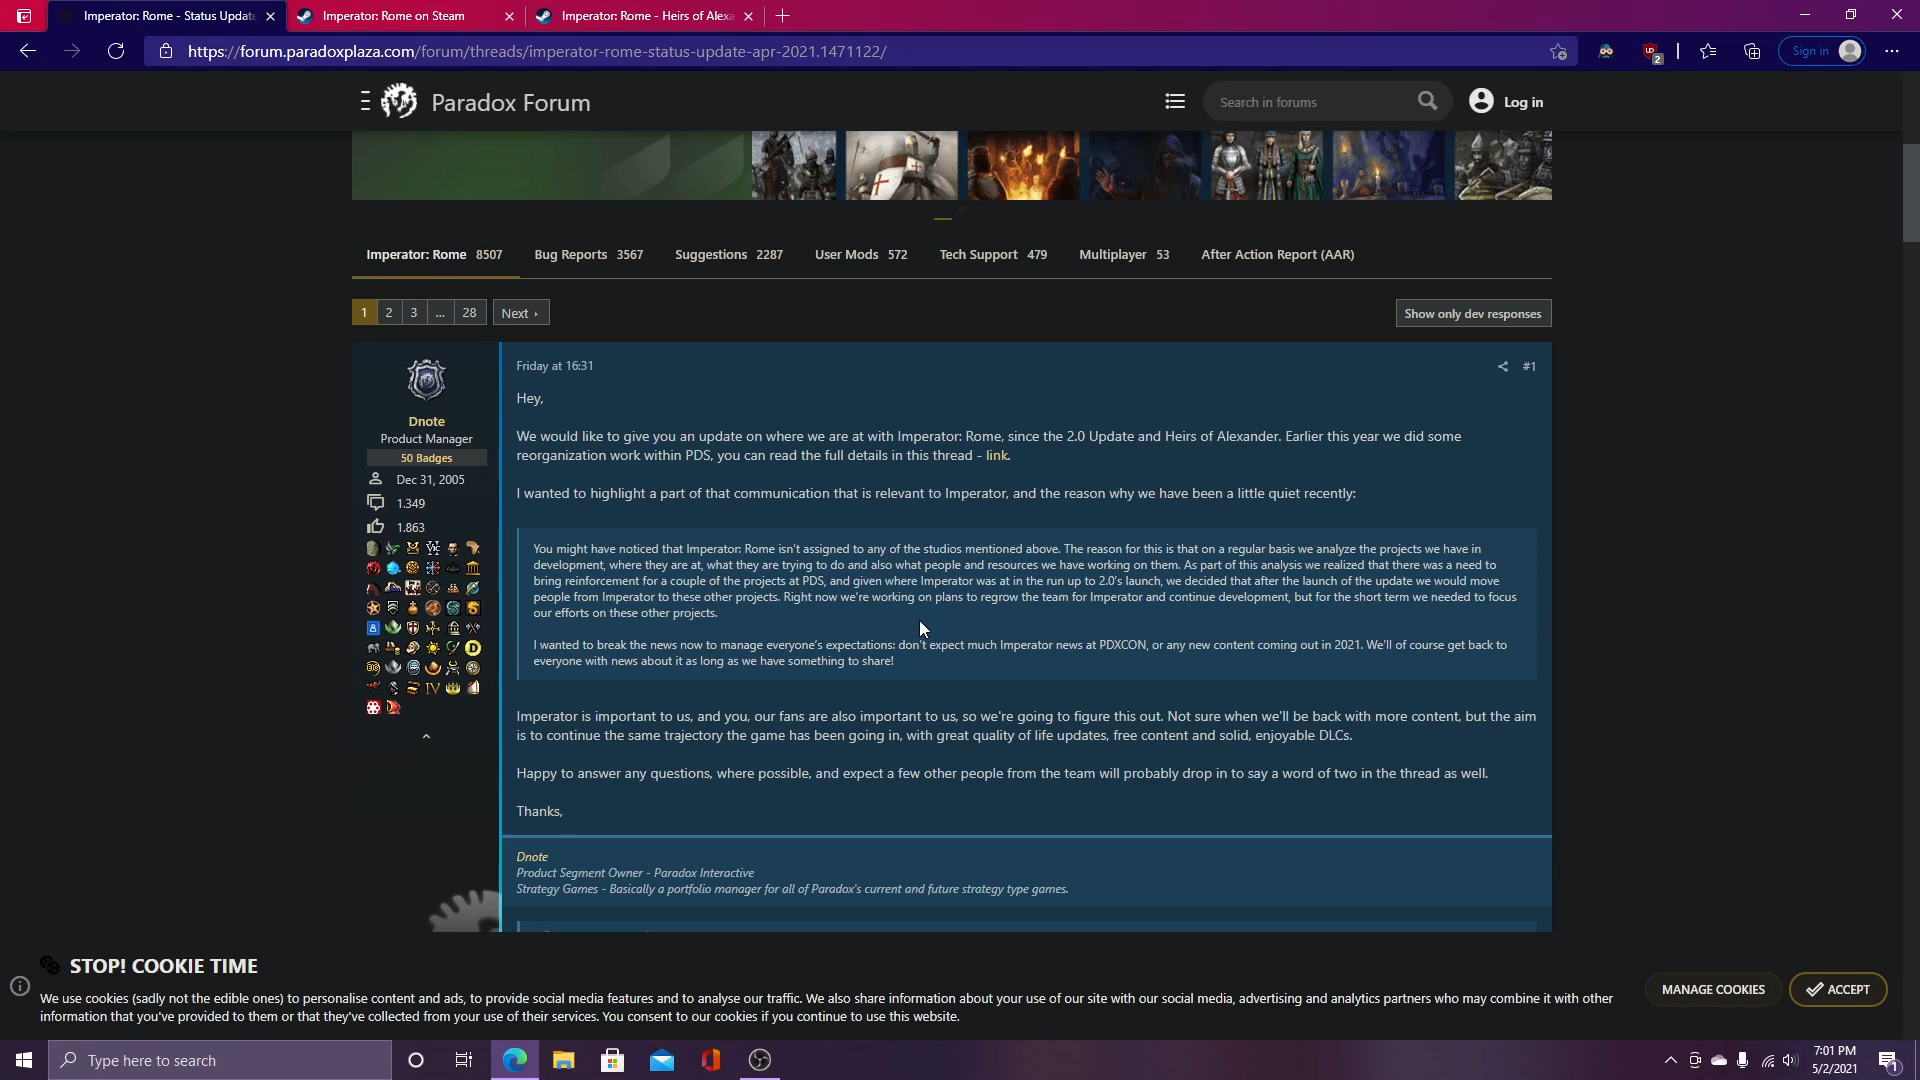 Imperator: Rome - Status Update
Imperator: Rome on Steam
Imperator: Rome - Heirs of Alexa
https://forum.paradoxplaza.com/forum/threads/imperator-rome-status-update-apr-2021.1471122/
2
Sign in
Paradox Forum
Search in forums
Log in
Imperator: Rome 8507
Bug Reports 3567
Suggestions 2287
User Mods 572
Tech Support 479
Multiplayer 53
After Action Report (AAR)
1 2 3 ... 28 Next
Show only dev responses
Dnote
Product Manager
50 Badges
Dec 31, 2005
1.349
1.863
Friday at 16:31
#1
Hey,
We would like to give you an update on where we are at with Imperator: Rome, since the 2.0 Update and Heirs of Alexander. Earlier this year we did some
reorganization work within PDS, you can read the full details in this thread - link.
I wanted to highlight a part of that communication that is relevant to Imperator, and the reason why we have been a little quiet recently:
You might have noticed that Imperator: Rome isn't assigned to any of the studios mentioned above. The reason for this is that on a regular basis we analyze the projects we have in
development, where they are at, what they are trying to do and also what people and resources we have working on them. As part of this analysis we realized that there was a need to
bring reinforcement for a couple of the projects at PDS, and given where Imperator was at in the run up to 2.0's launch, we decided that after the launch of the update we would move
people from Imperator to these other projects. Right now we're working on plans to regrow the team for Imperator and continue development, but for the short term we needed to focus
our efforts on these other projects.
I wanted to break the news now to manage everyone's expectations: don't expect much Imperator news at PDXCON, or any new content coming out in 2021. We'll of course get back to
everyone with news about it as long as we have something to share!
Imperator is important to us, and you, our fans are also important to us, so we're going to figure this out. Not sure when we'll be back with more content, but the aim
is to continue the same trajectory the game has been going in, with great quality of life updates, free content and solid, enjoyable DLCs.
Happy to answer any questions, where possible, and expect a few other people from the team will probably drop in to say a word of two in the thread as well.
Thanks,
Dnote
Product Segment Owner - Paradox Interactive
Strategy Games - Basically a portfolio manager for all of Paradox's current and future strategy type games.
STOP! COOKIE TIME
We use cookies (sadly not the edible ones) to personalise content and ads, to provide social media features and to analyse our traffic. We also share information about your use of our site with our social media, advertising and analytics partners who may combine it with other
information that you've provided to them or that they've collected from your use of their services. You consent to our cookies if you continue to use this website.
MANAGE COOKIES
ACCEPT
Type here to search
7:01 PM
5/2/2021
1